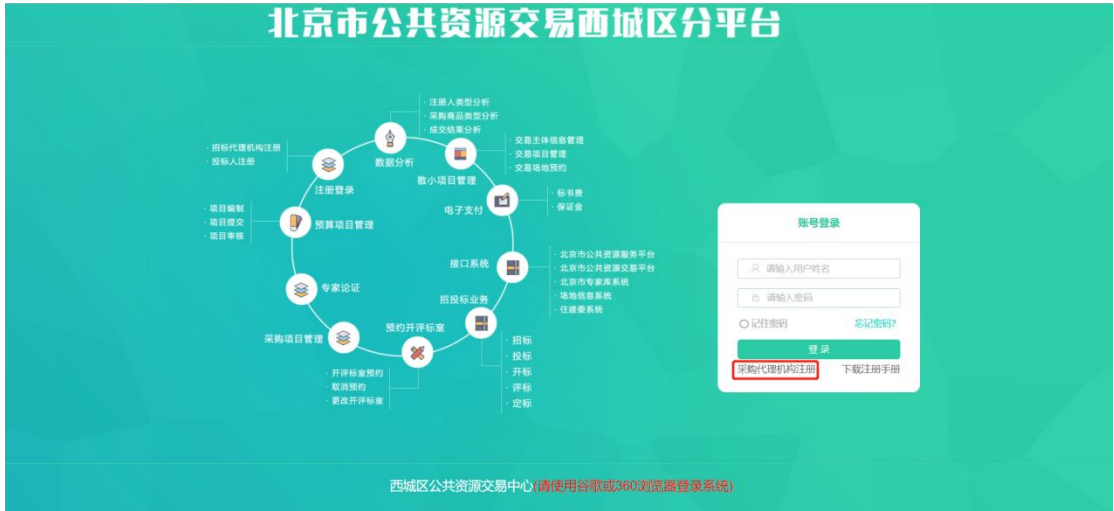 北京市公共资源交易西城区分平台
· 注册人类型分析
· 采购商品类型分析
· 成交结果分析
数据分析
· 交易主体信息管理
· 交易项目管理
· 交易场地预约
散小项目管理
· 招标代理机构注册
· 投标人注册
注册登录
· 标书费
· 保证金
电子支付
· 项目编制
· 项目提交
· 项目审核
预算项目管理
· 北京市公共资源服务平台
· 北京市公共资源交易平台
· 北京市专家库系统
· 场地信息系统
· 住建委系统
接口系统
专家论证
招投标业务
· 招标
· 投标
· 开标
· 评标
· 定标
采购项目管理
预约开评标室
· 开评标室预约
· 取消预约
· 更改开评标室
账号登录
请输入用户姓名
请输入密码
记住密码 忘记密码?
登录
采购代理机构注册 下载注册手册
西城区公共资源交易中心(请使用谷歌或360浏览器登录系统)